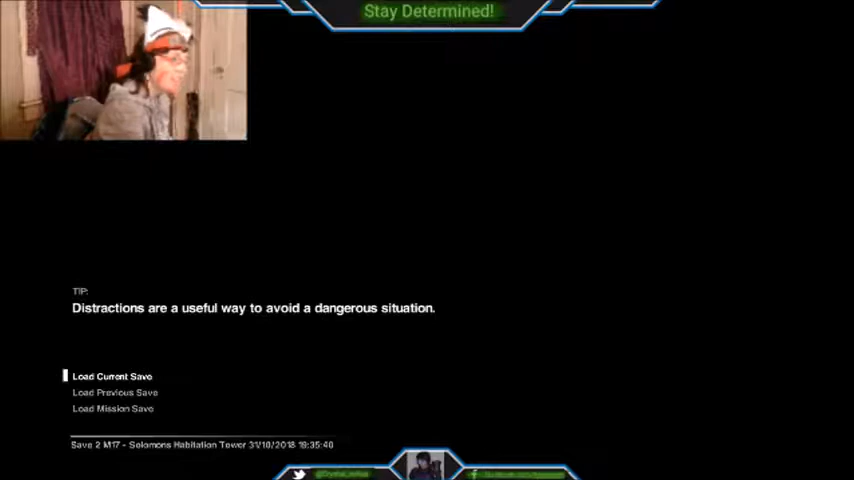 Stay Determined!
TIP:
Distractions are a useful way to avoid a dangerous situation.
Load Current Save
Load Previous Save
Load Mission Save
Save 2 M17 - Solomons Habitation Tower 31/10/2018 19:35:40